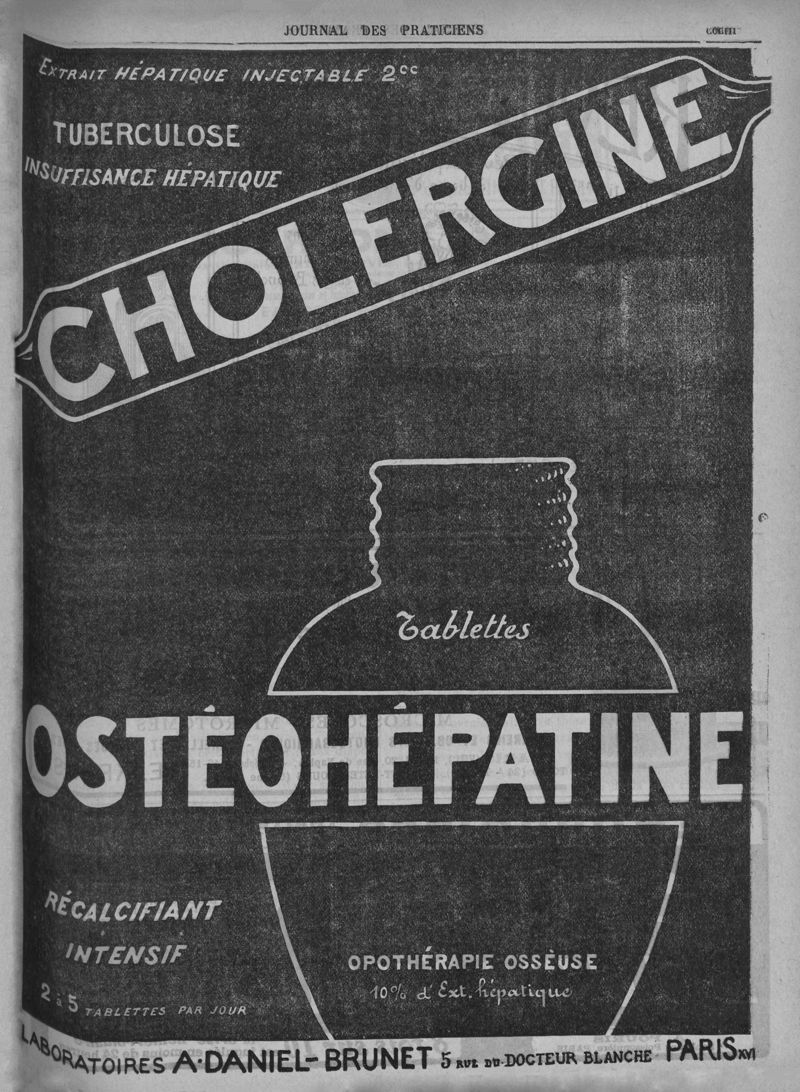 JOURNAL DES PRATICIENS
EXTRAIT HÉPATIQUE INJECTABLE 2cc
TUBERCULOSE
INSUFFISANCE HÉPATIQUE
CHOLERGINE
Tablettes
OSTÉOHÉPATINE
RÉCALCIFIANT
INTENSIF
2 à 5 TABLETTES PAR JOUR
OPOTHÉRAPIE OSSÈUSE
10% d'Ext. hépatique
LABORATOIRES A·DANIEL-BRUNET 5 RUE DU·DOCTEUR BLANCHE PARIS XVI